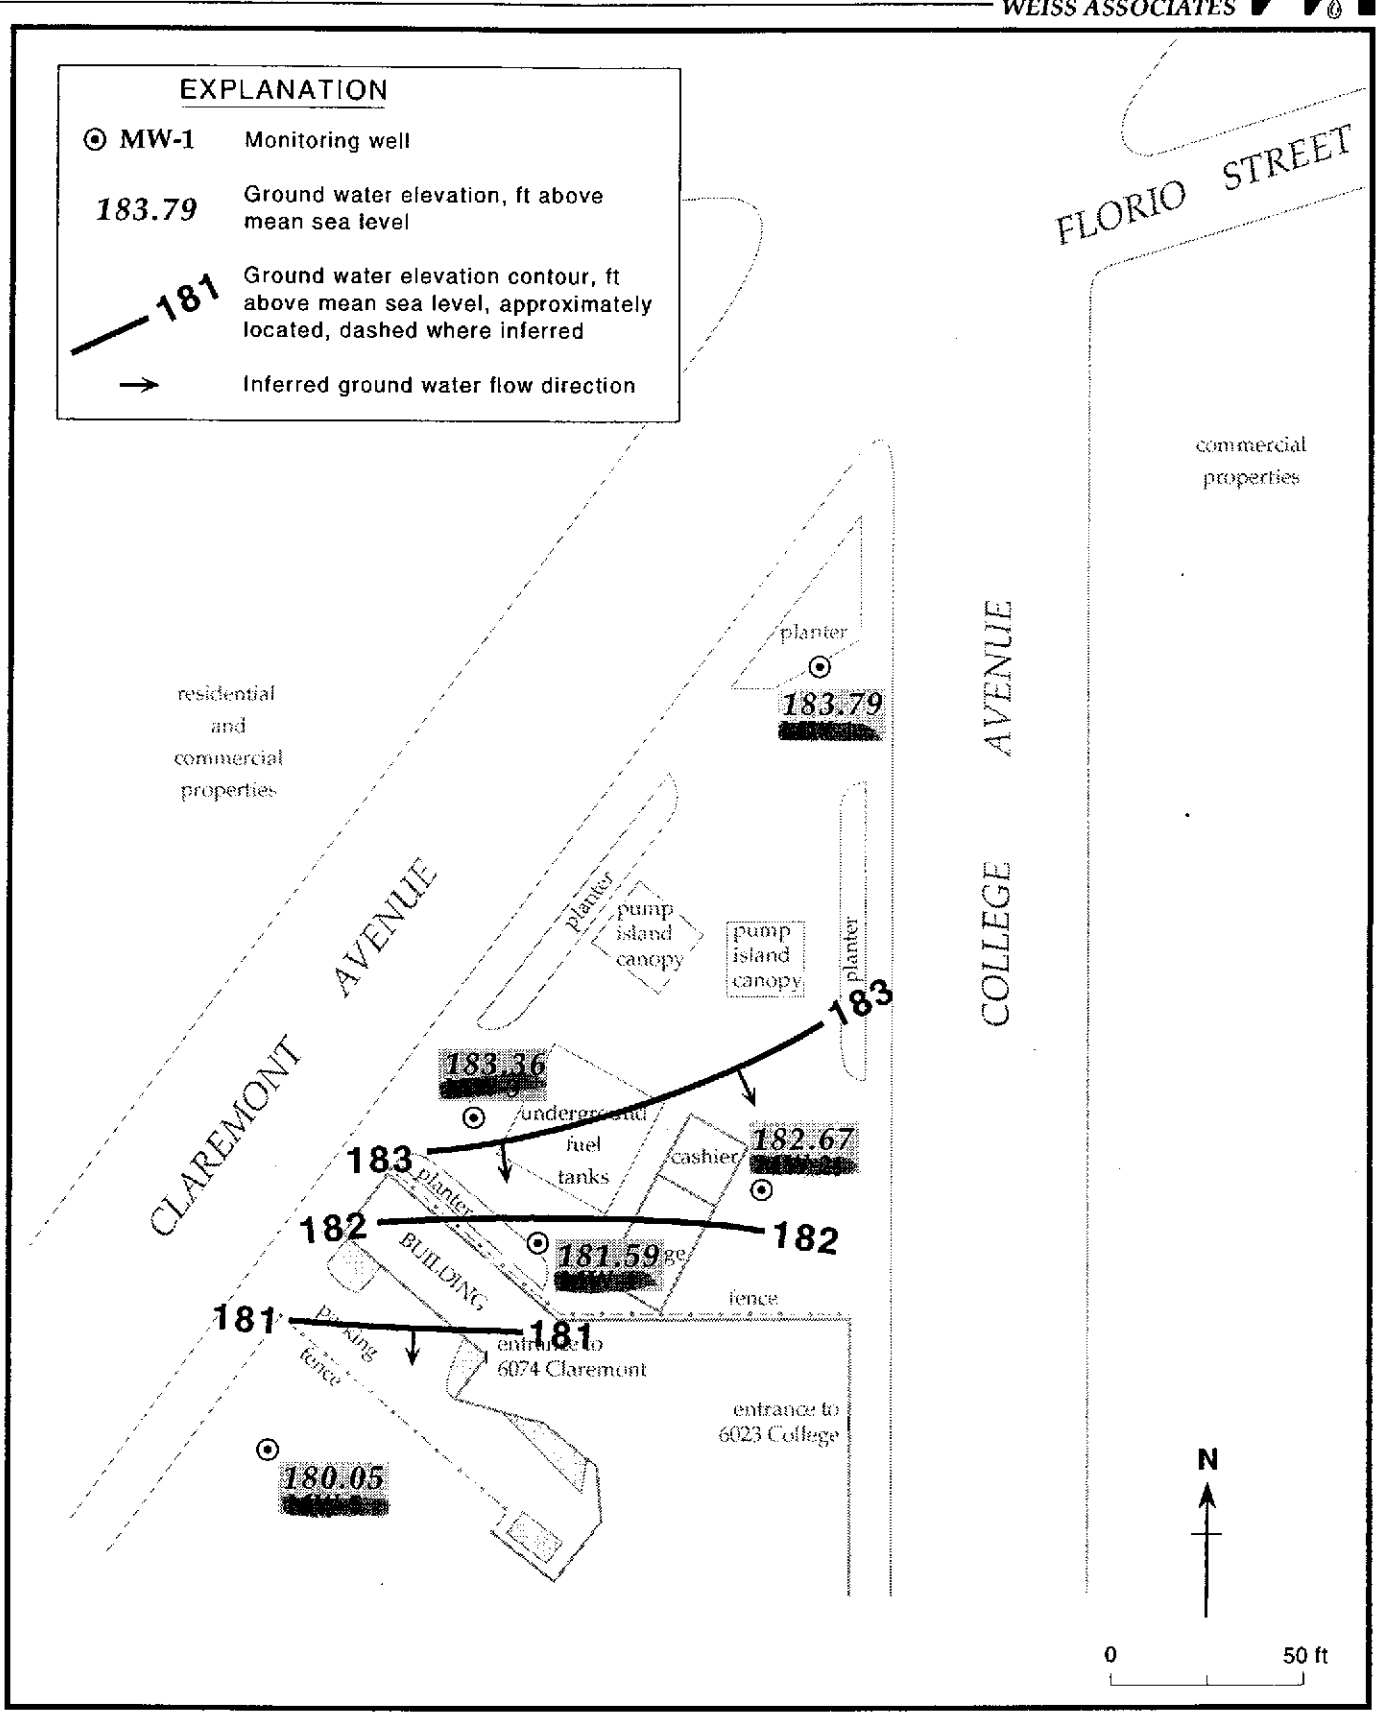 WEISS ASSOCIATES
EXPLANATION
MW-1 Monitoring well
183.79 Ground water elevation, ft above
mean sea level
181 Ground water elevation contour, ft
above mean sea level, approximately
located, dashed where inferred
Inferred ground water flow direction
FLORIO STREET
commercial
properties
planter
183.79
residential
and
commercial
properties
COLLEGE AVENUE
CLAREMONT AVENUE
planter
pump
island
canopy
pump
island
canopy
planter
183
183.36
underground
fuel
tanks
183
cashier
182.67
planter
182
182
BUILDING
181.59
fence
181
181
parking
fence
entrance to
6074 Claremont
entrance to
6023 College
180.05
N
0 50 ft